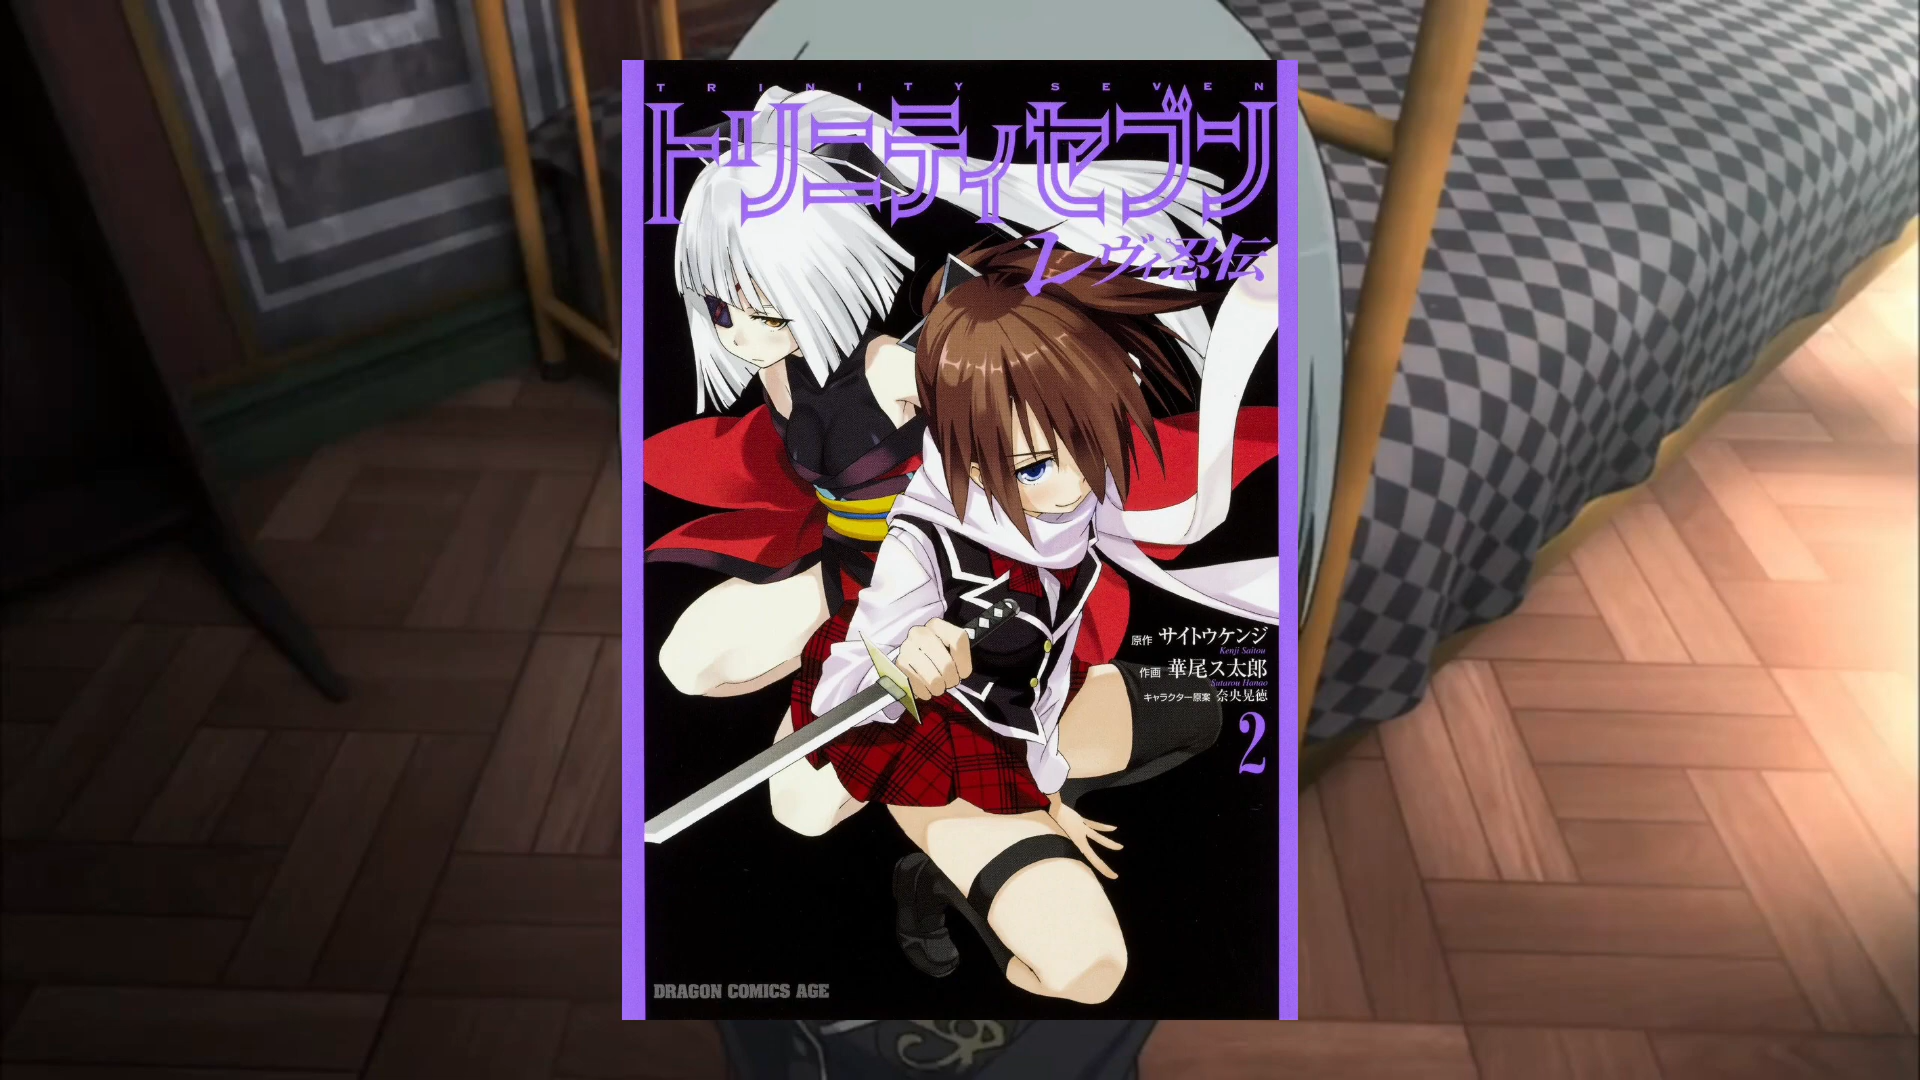 TRINITY SEVEN
トリニティセブン
レヴィ忍伝
原作 サイトウケンジ
Kenji Saitou
作画 華尾ス太郎
Sutarou Hanao
キャラクター原案 奈央晃徳
2
DRAGON COMICS AGE